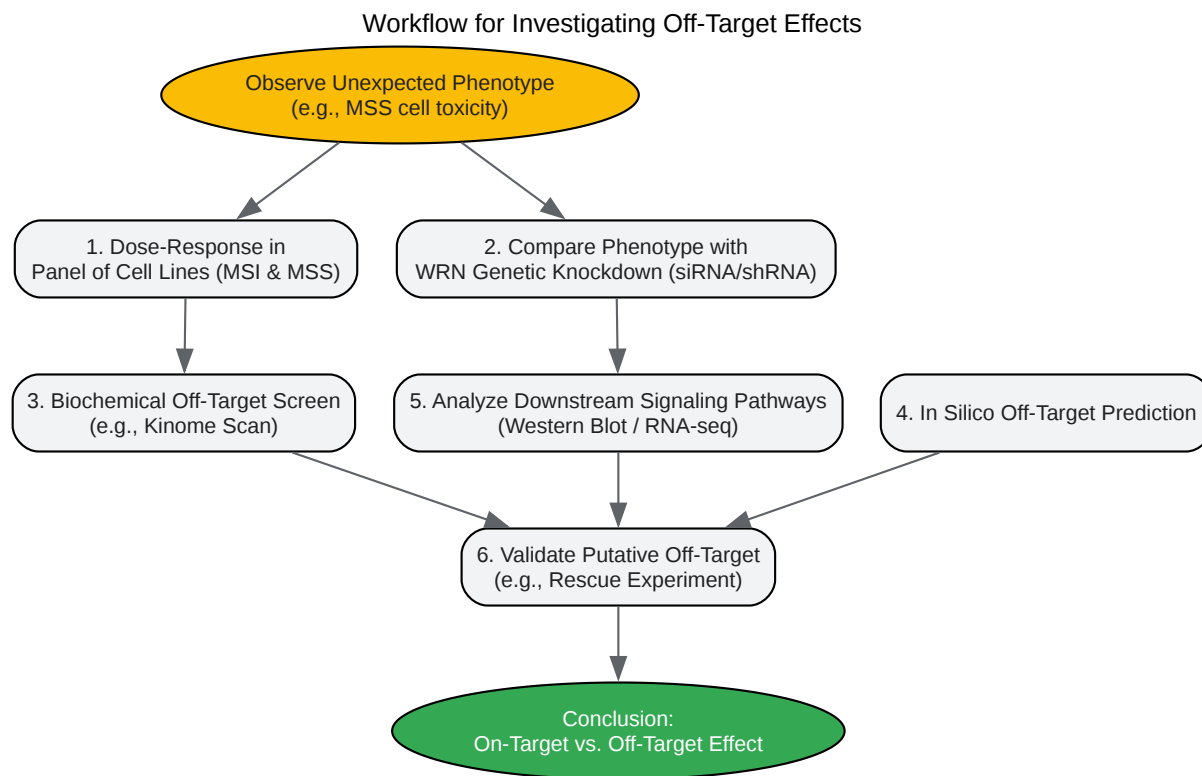 Workflow for Investigating Off-Target Effects
Observe Unexpected Phenotype
(e.g., MSS cell toxicity)
1. Dose-Response in
Panel of Cell Lines (MSI & MSS)
2. Compare Phenotype with
WRN Genetic Knockdown (siRNA/shRNA)
3. Biochemical Off-Target Screen
(e.g., Kinome Scan)
5. Analyze Downstream Signaling Pathways
(Western Blot / RNA-seq)
4. In Silico Off-Target Prediction
6. Validate Putative Off-Target
(e.g., Rescue Experiment)
Conclusion:
On-Target vs. Off-Target Effect